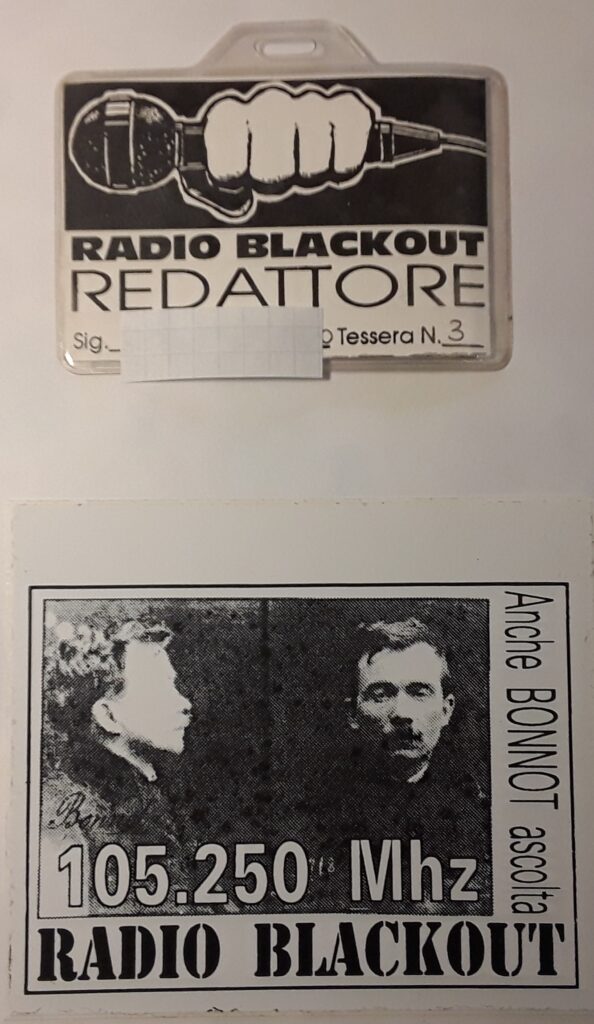 RADIO BLACKOUT
REDATTORE
Sig. Tessera N. 3
Anche BONNOT ascolta
105.250 Mhz
RADIO BLACKOUT